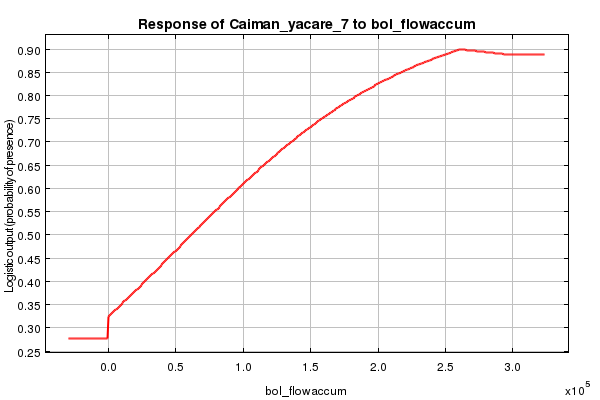 Response of Caiman_yacare_7 to bol_flowaccum
Logistic output (probability of presence)
0.90
0.85
0.80
0.75
0.70
0.65
0.60
0.55
0.50
0.45
0.40
0.35
0.30
0.25
0.0 0.5 1.0 1.5 2.0 2.5 3.0
bol_flowaccum
x10^5